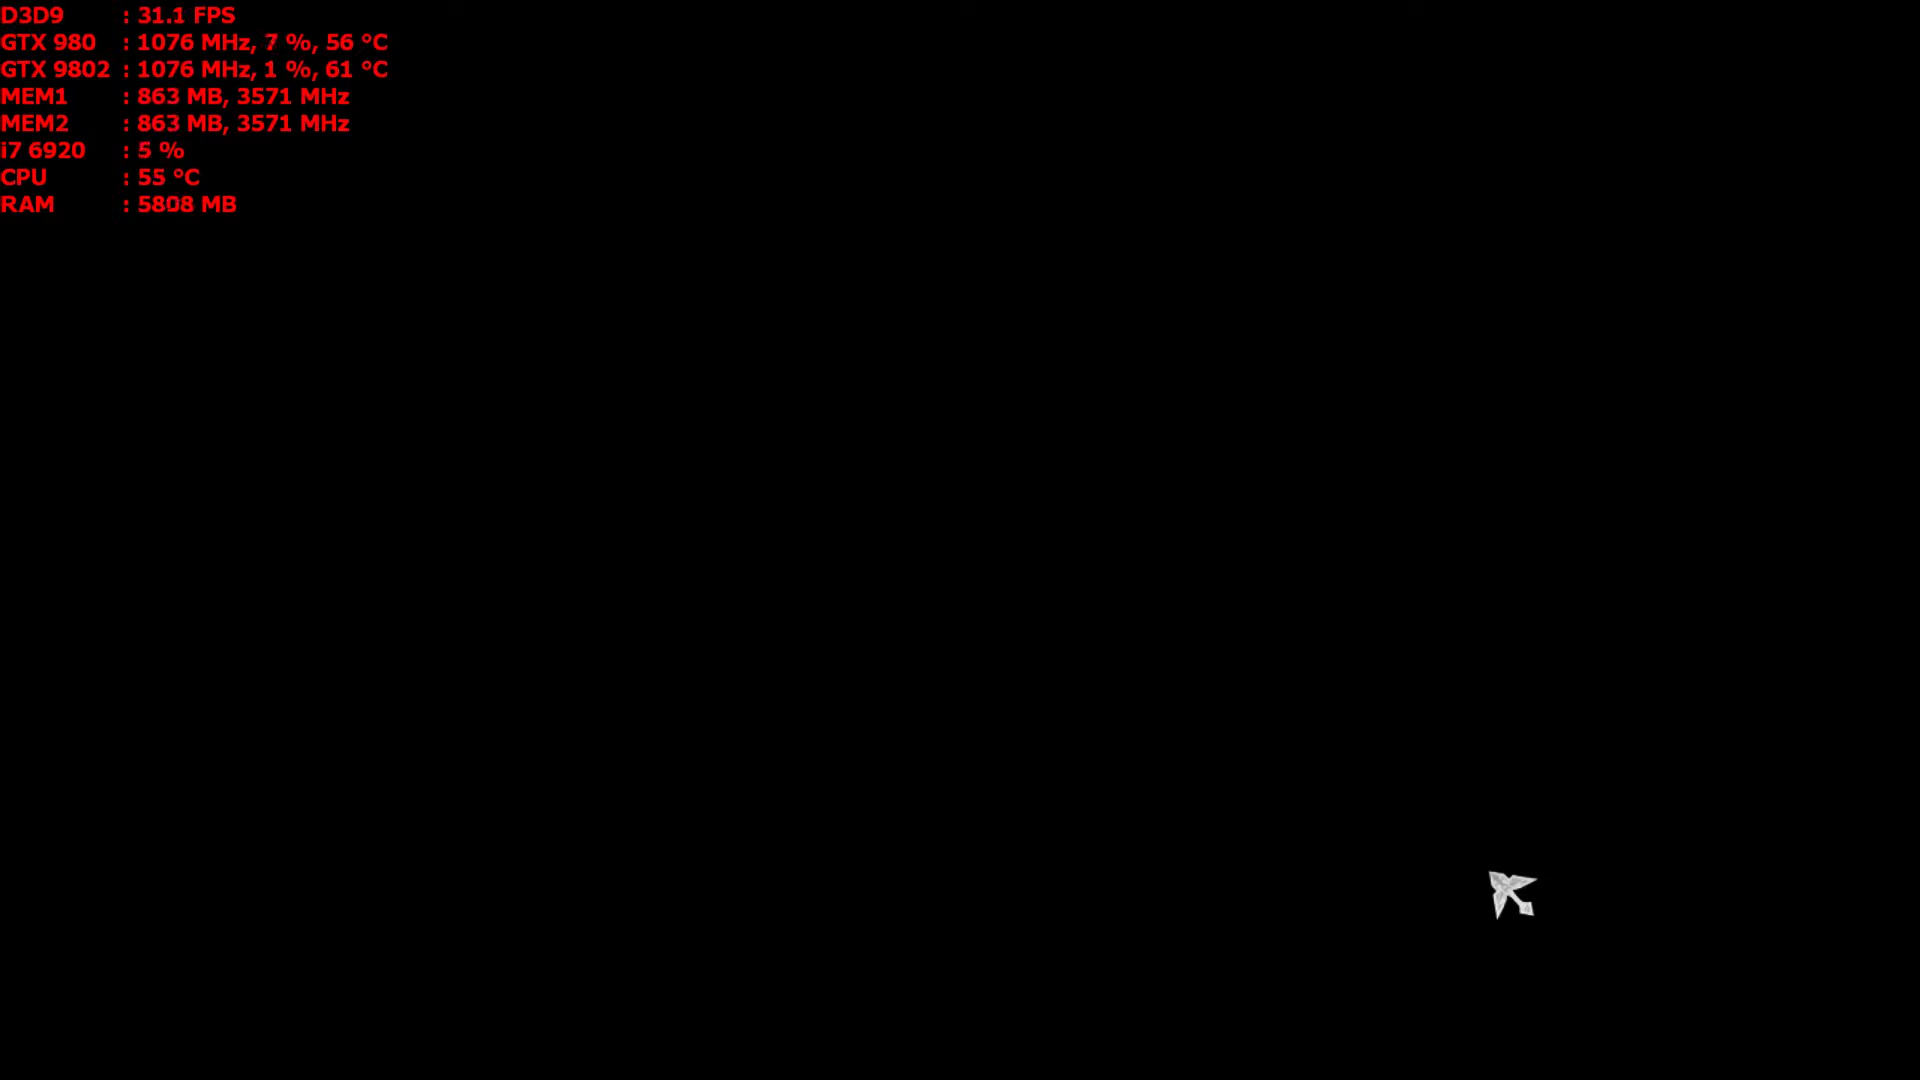 D3D9 : 31.1 FPS
GTX 980 : 1076 MHz, 7 %, 56 °C
GTX 9802 : 1076 MHz, 1 %, 61 °C
MEM1 : 863 MB, 3571 MHz
MEM2 : 863 MB, 3571 MHz
i7 6920 : 5 %
CPU : 55 °C
RAM : 5808 MB